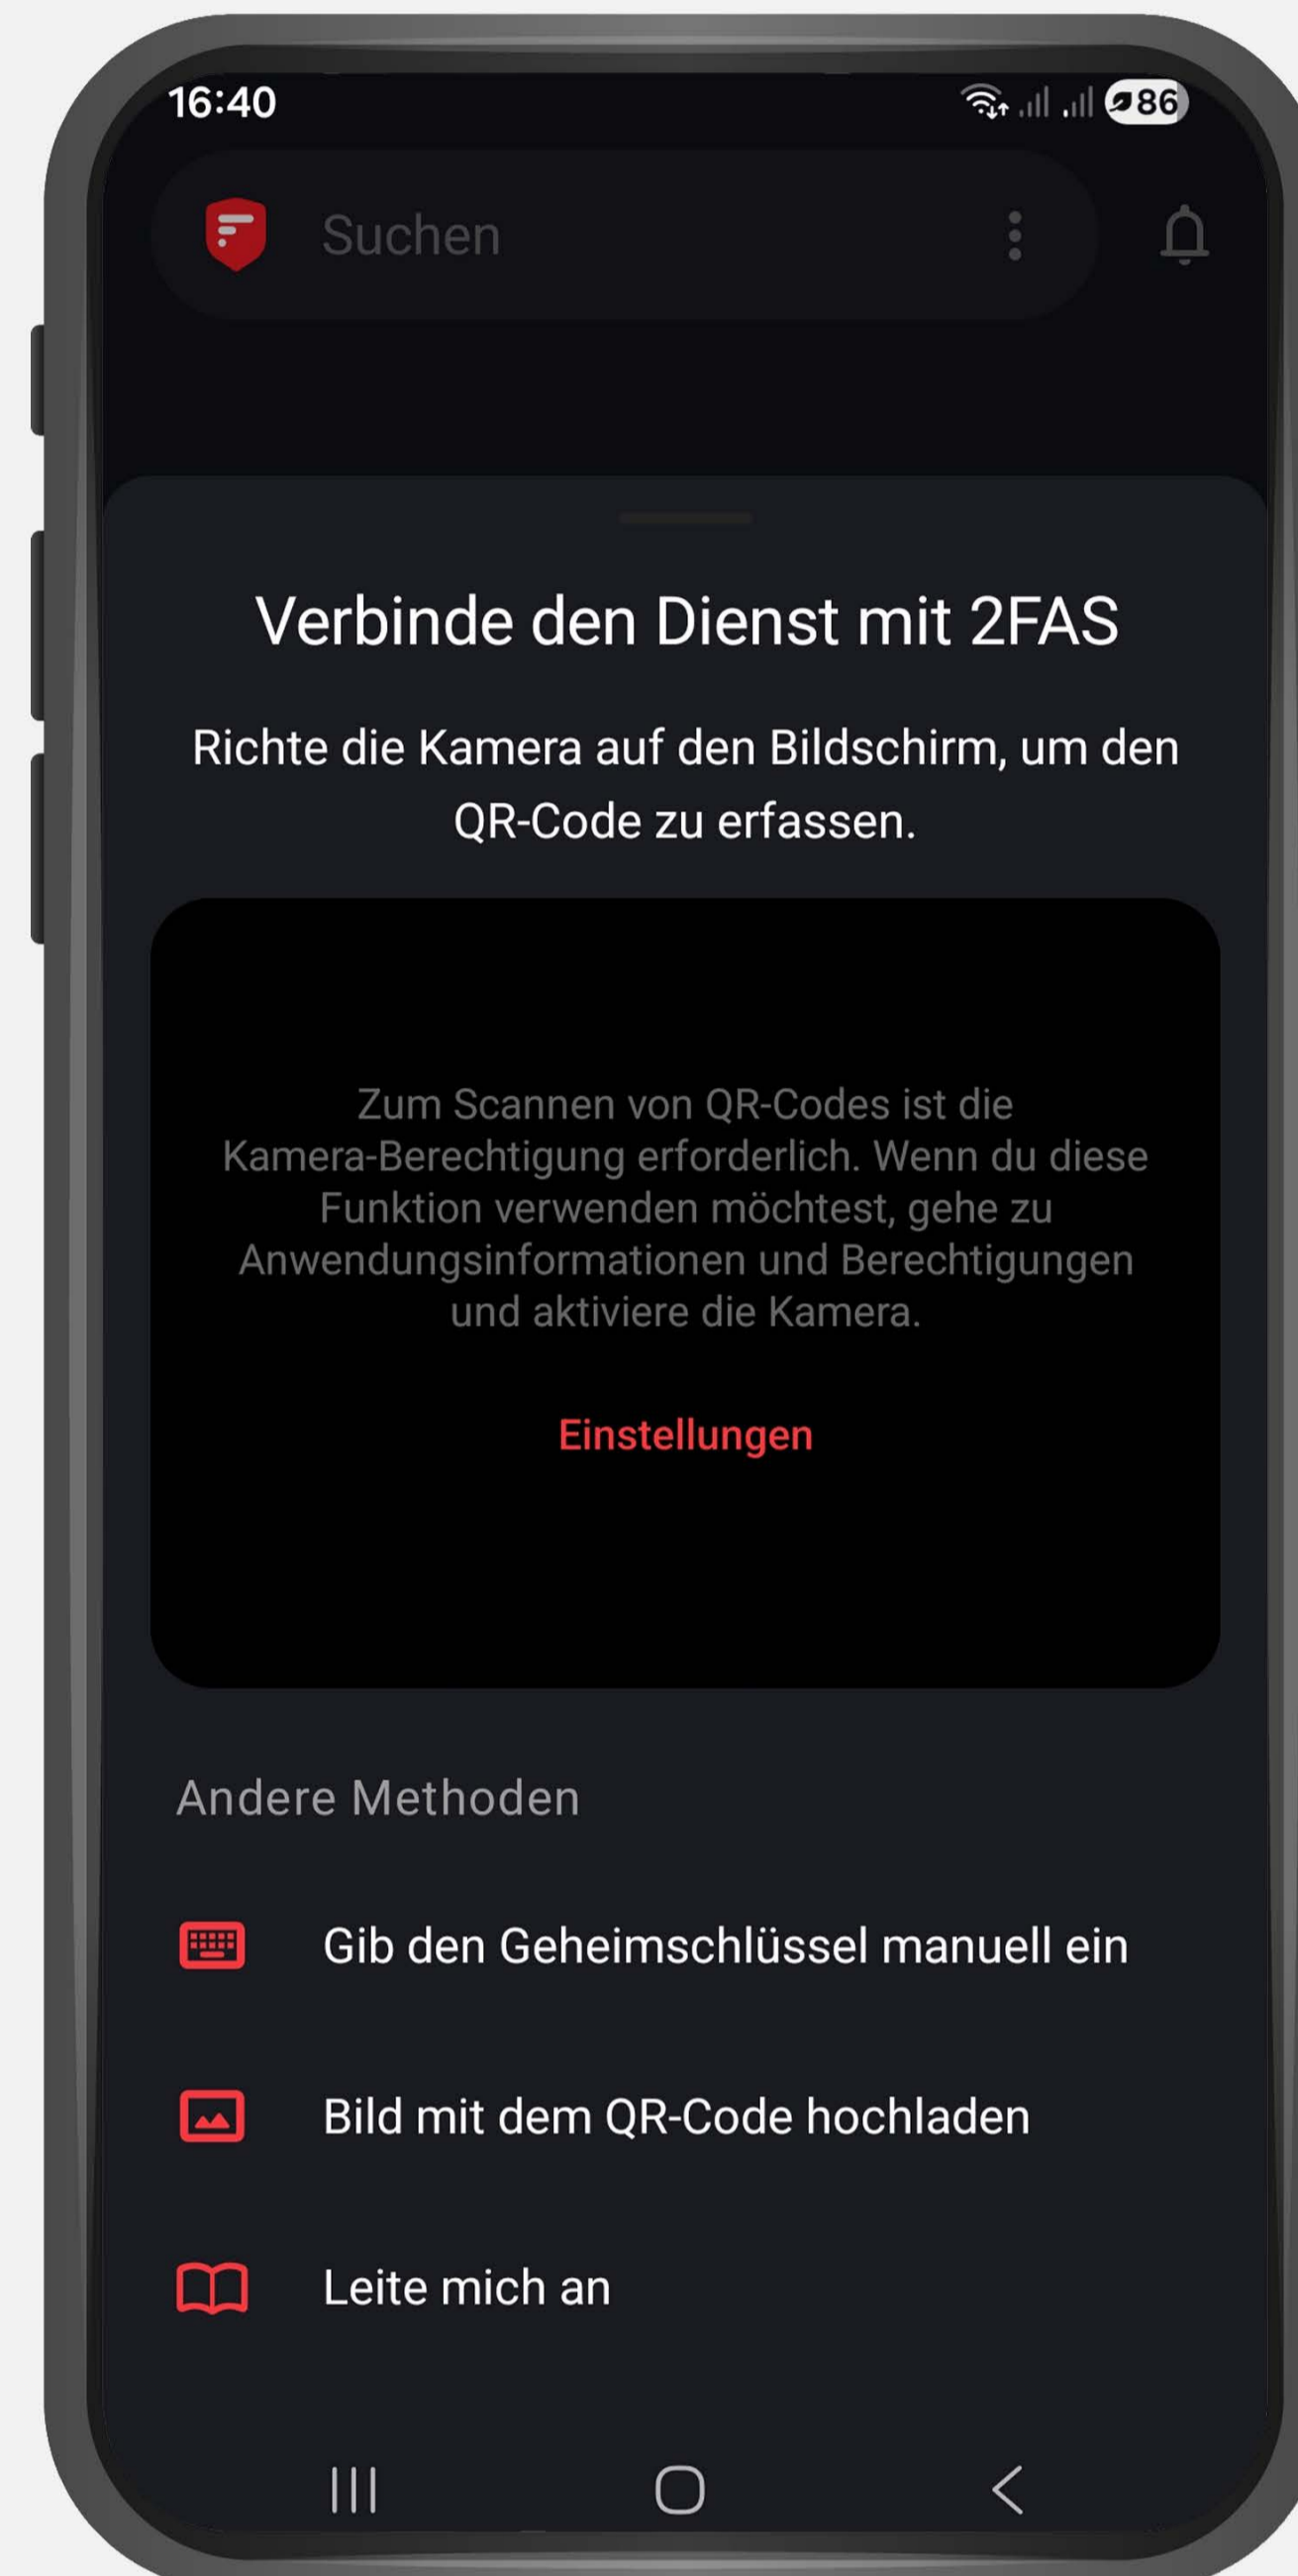 16:40
86
Suchen
Verbinde den Dienst mit 2FAS
Richte die Kamera auf den Bildschirm, um den
QR-Code zu erfassen.
Zum Scannen von QR-Codes ist die
Kamera-Berechtigung erforderlich. Wenn du diese
Funktion verwenden möchtest, gehe zu
Anwendungsinformationen und Berechtigungen
und aktiviere die Kamera.
Einstellungen
Andere Methoden
Gib den Geheimschlüssel manuell ein
Bild mit dem QR-Code hochladen
Leite mich an